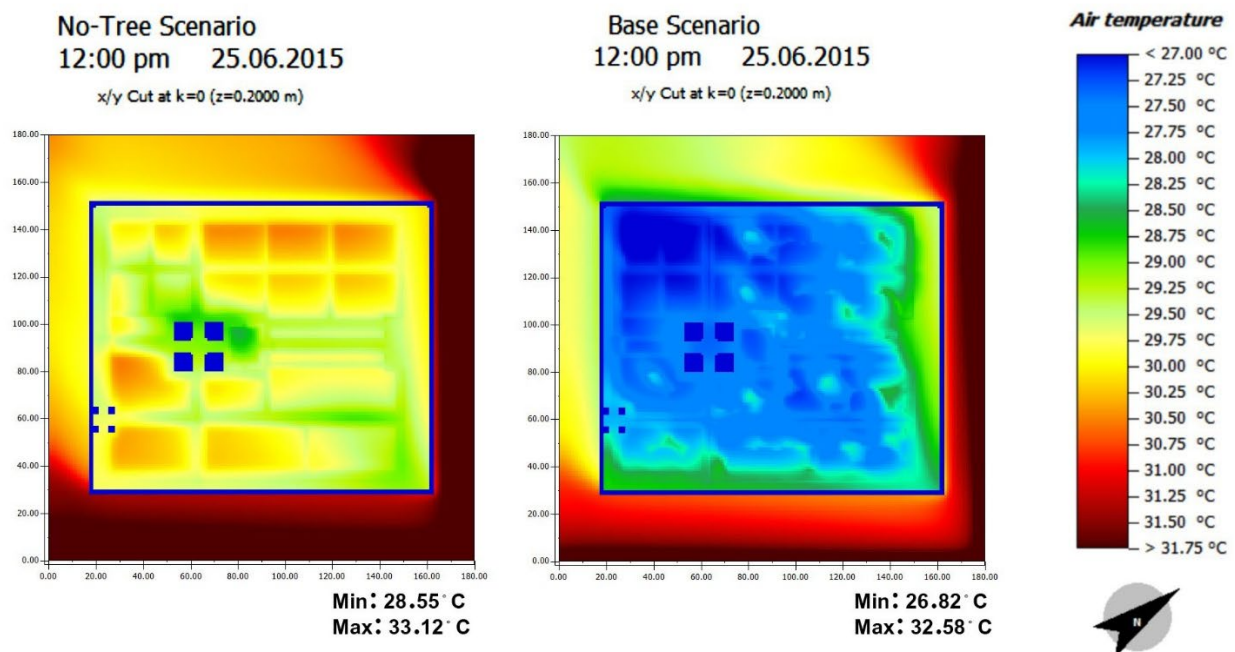 No-Tree Scenario
12:00 pm 25.06.2015
x/y Cut at k=0 (z=0.2000 m)
180.00
160.00
140.00
120.00
100.00
80.00
60.00
40.00
20.00
0.00
0.00 20.00 40.00 60.00 80.00 100.00 120.00 140.00 160.00 180.00
Min: 28.55°C
Max: 33.12°C
Base Scenario
12:00 pm 25.06.2015
x/y Cut at k=0 (z=0.2000 m)
180.00
160.00
140.00
120.00
100.00
80.00
60.00
40.00
20.00
0.00
0.00 20.00 40.00 60.00 80.00 100.00 120.00 140.00 160.00 180.00
Min: 26.82°C
Max: 32.58°C
Air temperature
< 27.00 °C
27.25 °C
27.50 °C
27.75 °C
28.00 °C
28.25 °C
28.50 °C
28.75 °C
29.00 °C
29.25 °C
29.50 °C
29.75 °C
30.00 °C
30.25 °C
30.50 °C
30.75 °C
31.00 °C
31.25 °C
31.50 °C
> 31.75 °C
N